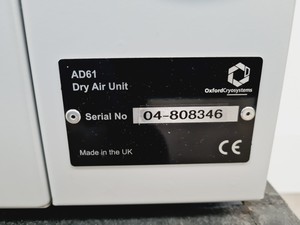 AD61
Dry Air Unit
OxfordCryosystems
Serial No 04-808346
Made in the UK
CE